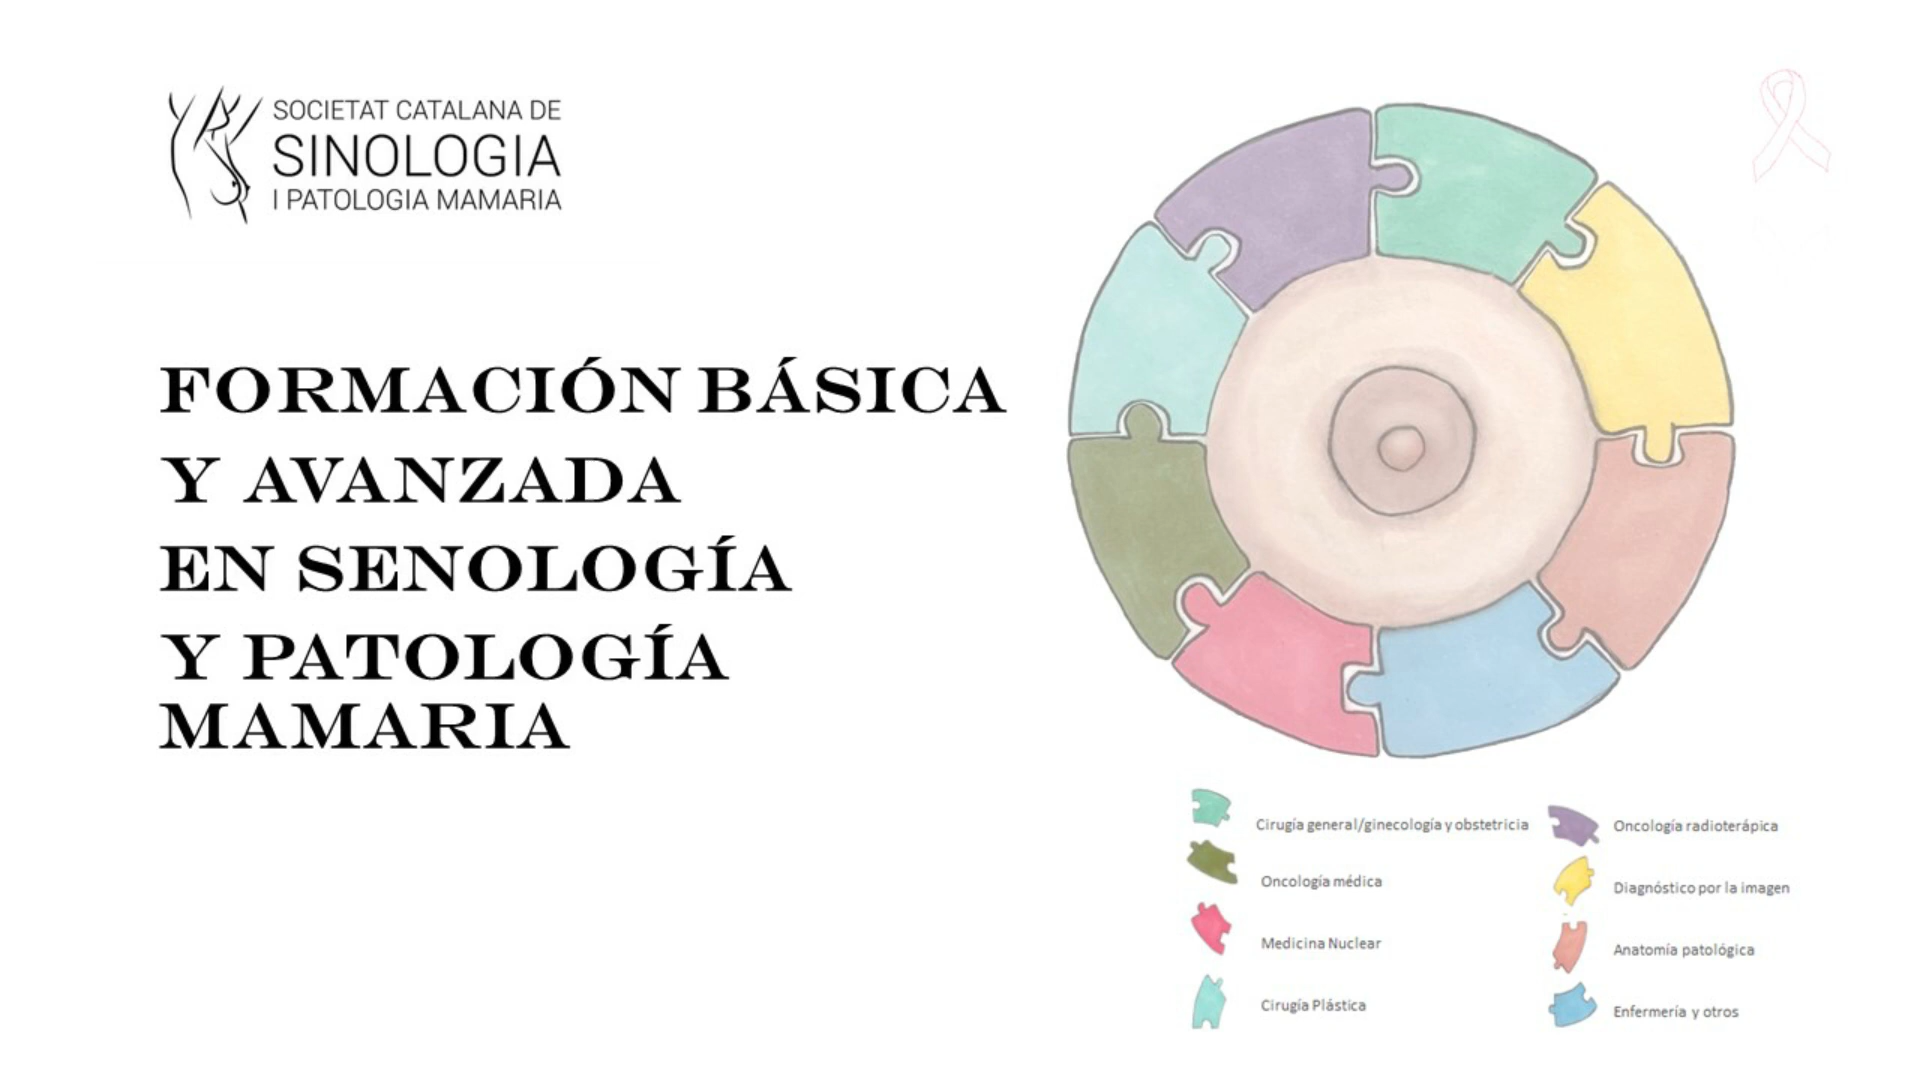 SOCIETAT CATALANA DE
SINOLOGIA
I PATOLOGIA MAMARIA
FORMACIÓN BÁSICA
Y AVANZADA
EN SENOLOGÍA
Y PATOLOGÍA
MAMARIA
Cirugía general/ginecología y obstetricia
Oncología médica
Medicina Nuclear
Cirugía Plástica
Oncología radioterápica
Diagnóstico por la imagen
Anatomía patológica
Enfermería y otros